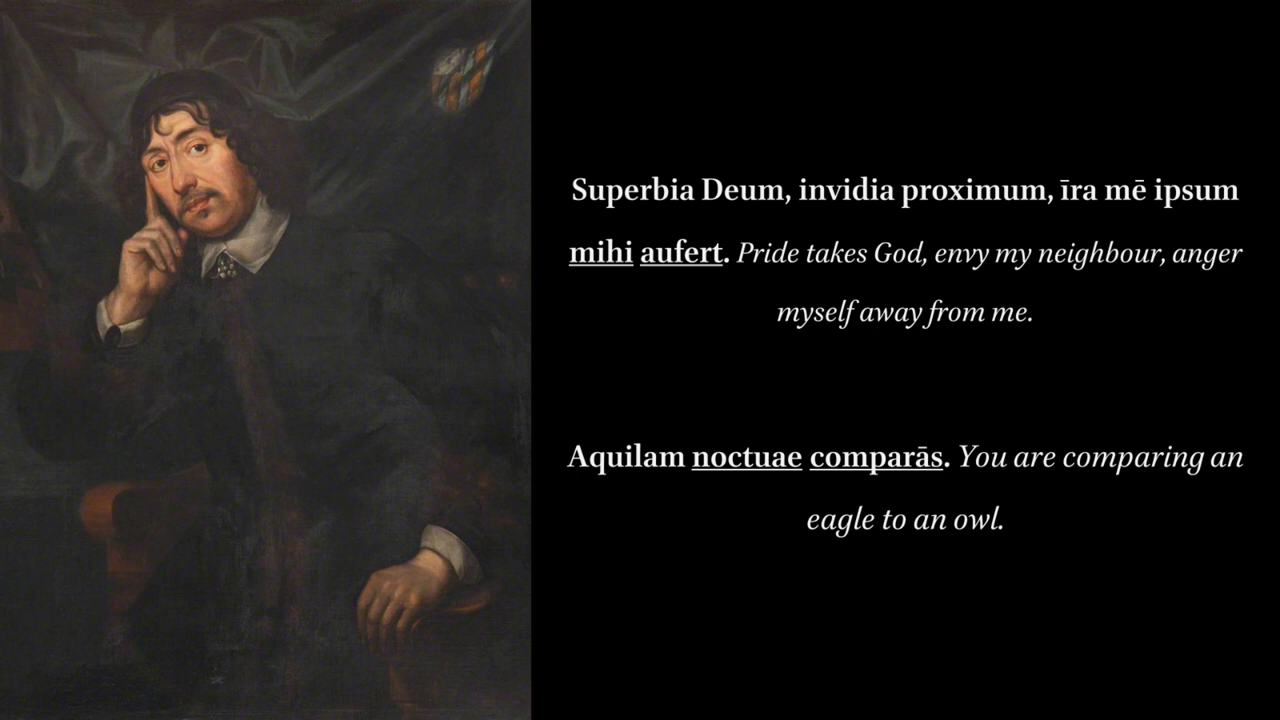 Superbia Deum, invidia proximum, īra mē ipsum
mihi aufert. Pride takes God, envy my neighbour, anger
myself away from me.
Aquilam noctuae comparās. You are comparing an
eagle to an owl.